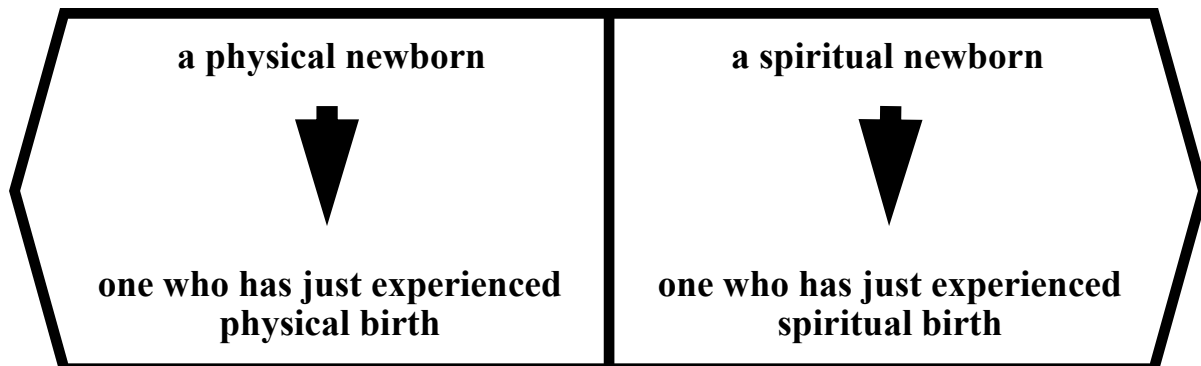 a physical newborn
one who has just experienced
physical birth
a spiritual newborn
one who has just experienced
spiritual birth